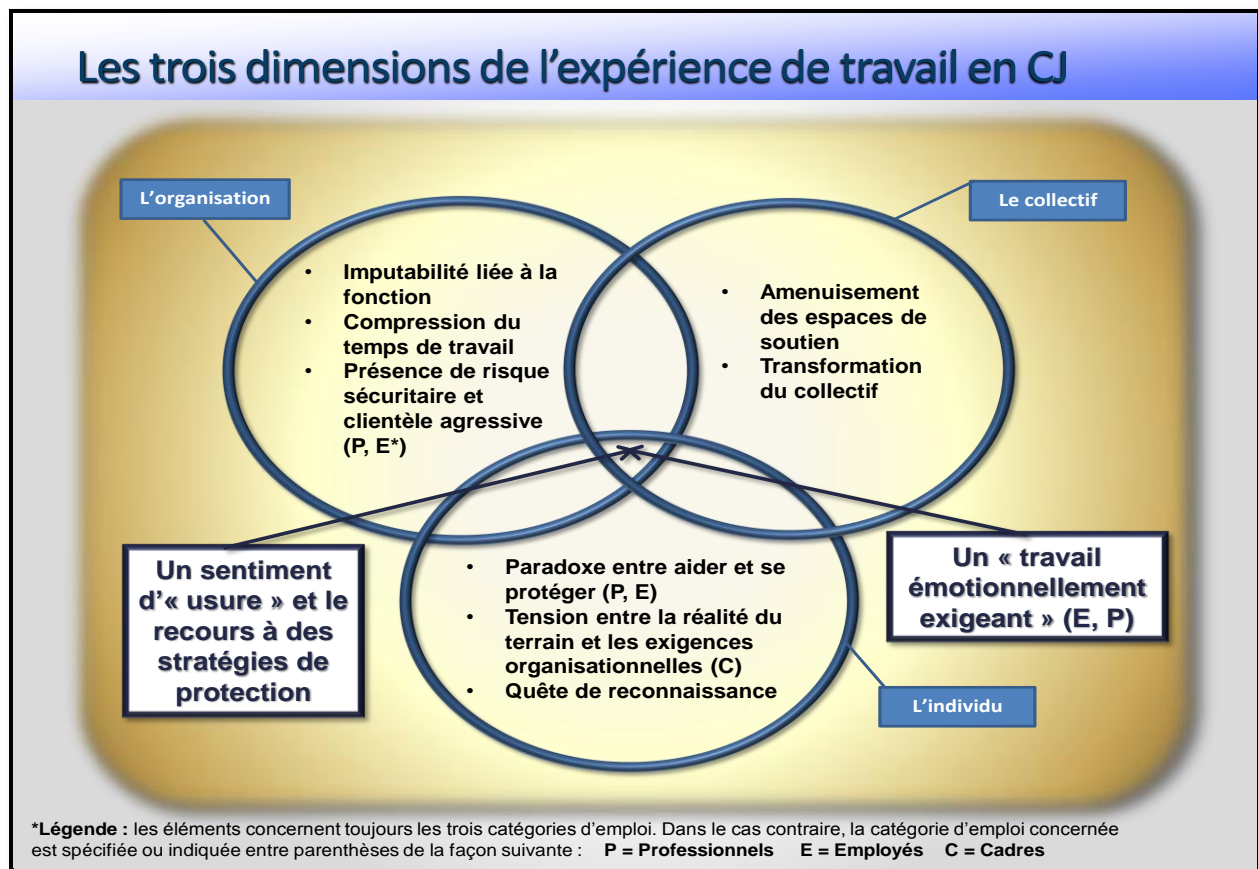 Les trois dimensions de l'expérience de travail en CJ
L'organisation
Le collectif
• Imputabilité liée à la
fonction
• Compression du
temps de travail
• Présence de risque
sécuritaire et
clientèle agressive
(P, E*)
• Amenuisement
des espaces de
soutien
• Transformation
du collectif
Un sentiment
d'« usure » et le
recours à des
stratégies de
protection
• Paradoxe entre aider et se
protéger (P, E)
• Tension entre la réalité du
terrain et les exigences
organisationnelles (C)
• Quête de reconnaissance
Un « travail
émotionnellement
exigeant » (E, P)
L'individu
*Légende : les éléments concernent toujours les trois catégories d'emploi. Dans le cas contraire, la catégorie d'emploi concernée
est spécifiée ou indiquée entre parenthèses de la façon suivante : P = Professionnels E = Employés C = Cadres